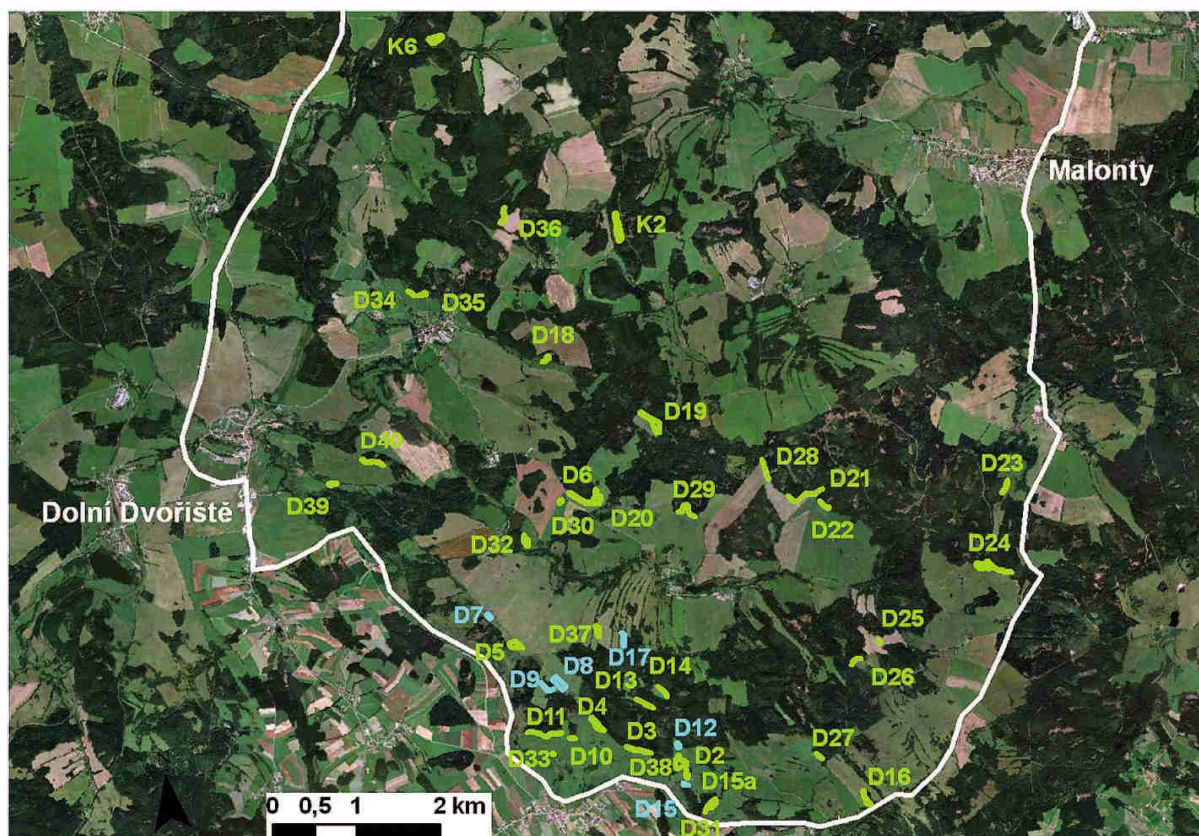 K6
Malonty
D36
K2
D34
D35
D18
D19
D40
D39
D6
D28
D21
D23
D29
D20
D30
D22
Dolní Dvořiště
D32
D24
D7
D25
D37
D5
D17
D26
D8
D9
D13
D14
D4
D11
D12
D3
D33
D10
D38
D2
D27
D15a
D16
D15
D31
0 0,5 1 2 km